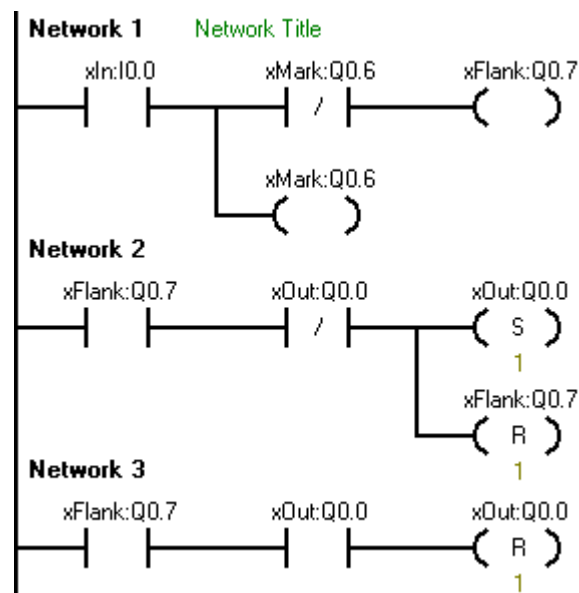 Network 1 Network Title
xIn:I0.0 xMark:Q0.6 xFlank:Q0.7
/
xMark:Q0.6
Network 2
xFlank:Q0.7 xOut:Q0.0 xOut:Q0.0
/ S
1
xFlank:Q0.7
R
1
Network 3
xFlank:Q0.7 xOut:Q0.0 xOut:Q0.0
R
1